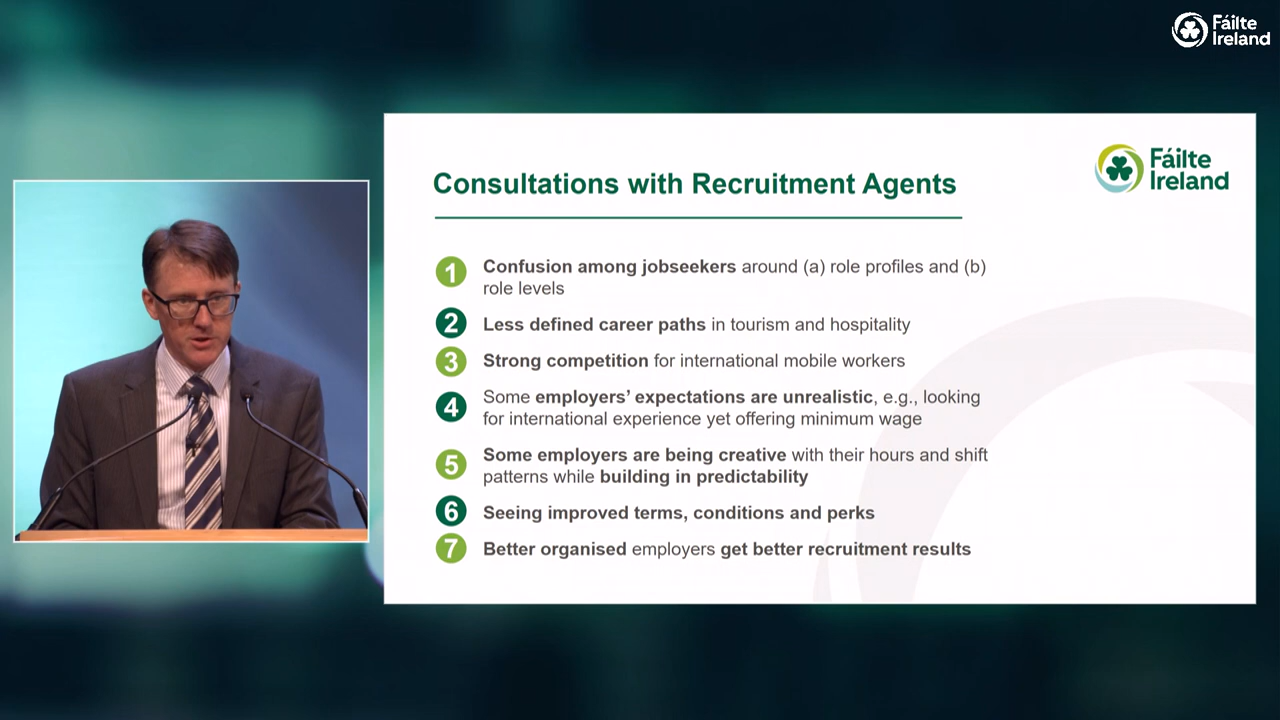 Fáilte
Ireland
Consultations with Recruitment Agents
Fáilte
Ireland
1 Confusion among jobseekers around (a) role profiles and (b)
role levels
2 Less defined career paths in tourism and hospitality
3 Strong competition for international mobile workers
4 Some employers’ expectations are unrealistic, e.g., looking
for international experience yet offering minimum wage
5 Some employers are being creative with their hours and shift
patterns while building in predictability
6 Seeing improved terms, conditions and perks
7 Better organised employers get better recruitment results